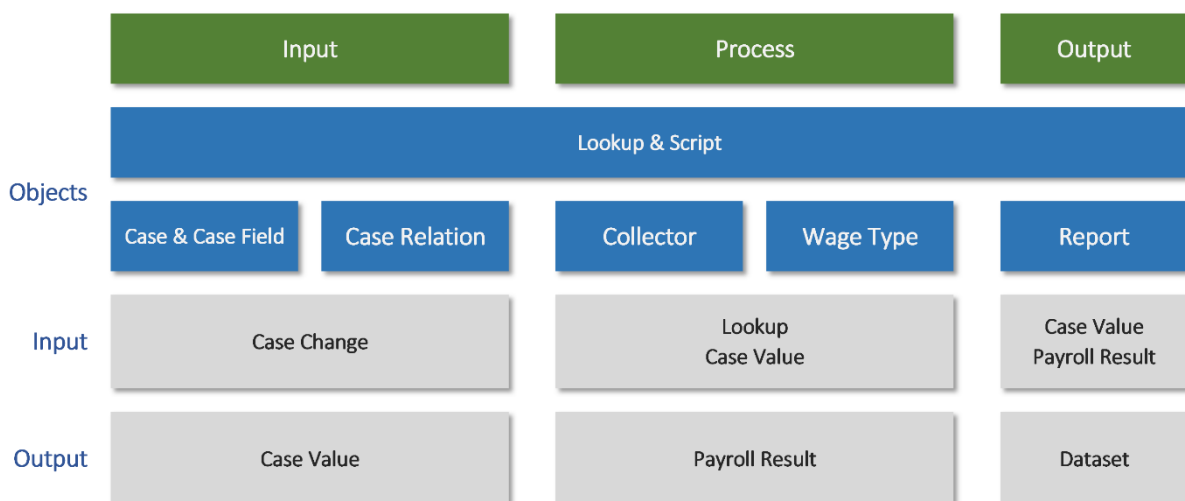 Input
Process
Output
Lookup & Script
Objects
Case & Case Field
Case Relation
Collector
Wage Type
Report
Input
Case Change
Lookup
Case Value
Case Value
Payroll Result
Output
Case Value
Payroll Result
Dataset